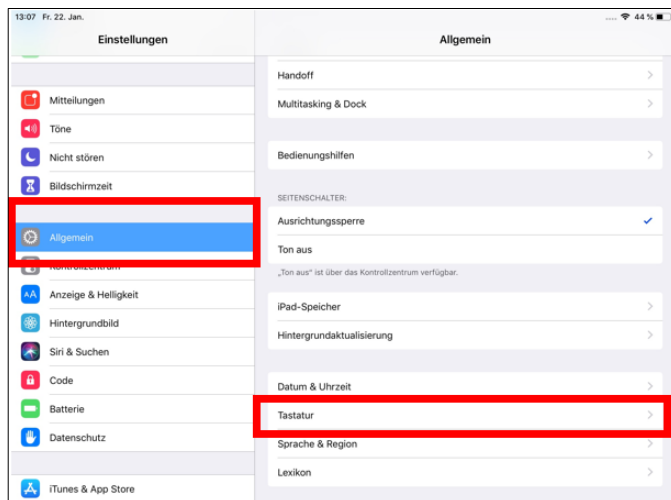 13:07 Fr. 22. Jan.
44 %
Einstellungen
Mitteilungen
Töne
Nicht stören
Bildschirmzeit
Allgemein
Kontrollzentrum
Anzeige & Helligkeit
Hintergrundbild
Siri & Suchen
Code
Batterie
Datenschutz
iTunes & App Store
Allgemein
Handoff
Multitasking & Dock
Bedienungshilfen
SEITENSCHALTER:
Ausrichtungssperre
Ton aus
„Ton aus“ ist über das Kontrollzentrum verfügbar.
iPad-Speicher
Hintergrundaktualisierung
Datum & Uhrzeit
Tastatur
Sprache & Region
Lexikon